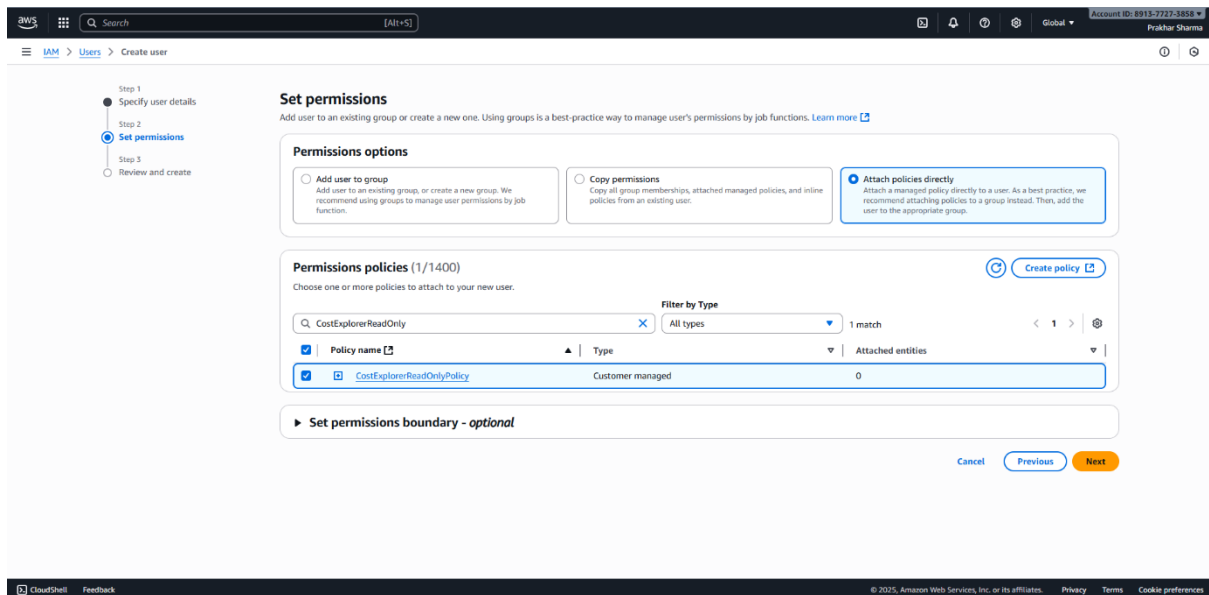 aws
Search
[Alt+S]
Global
Account ID: 8913-7727-3858
Prakhar Sharma
IAM > Users > Create user
Step 1
Specify user details
Step 2
Set permissions
Step 3
Review and create
Set permissions
Add user to an existing group or create a new one. Using groups is a best-practice way to manage user's permissions by job functions. Learn more
Permissions options
Add user to group
Add user to an existing group, or create a new group. We
recommend using groups to manage user permissions by job
function.
Copy permissions
Copy all group memberships, attached managed policies, and inline
policies from an existing user.
Attach policies directly
Attach a managed policy directly to a user. As a best practice, we
recommend attaching policies to a group instead. Then, add the
user to the appropriate group.
Permissions policies (1/1400)
Create policy
Choose one or more policies to attach to your new user.
Filter by Type
CostExplorerReadOnly
All types
1 match
1
Policy name
Type
Attached entities
CostExplorerReadOnlyPolicy
Customer managed
0
Set permissions boundary - optional
Cancel
Previous
Next
CloudShell
Feedback
© 2025, Amazon Web Services, Inc. or its affiliates.
Privacy
Terms
Cookie preferences